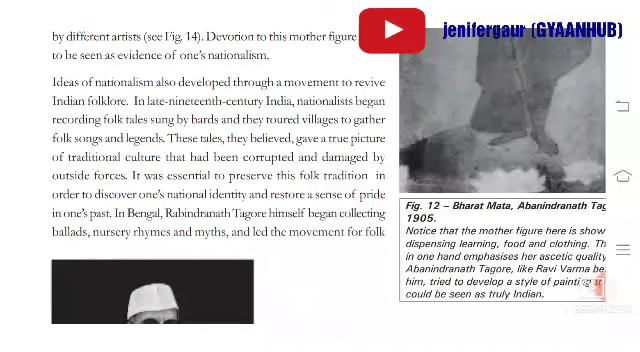 jenifergaur (GYAANHUB)
by different artists (see Fig. 14). Devotion to this mother figure
to be seen as evidence of one's nationalism.
Ideas of nationalism also developed through a movement to revive
Indian folklore. In late-nineteenth-century India, nationalists began
recording folk tales sung by bards and they toured villages to gather
folk songs and legends. These tales, they believed, gave a true picture
of traditional culture that had been corrupted and damaged by
outside forces. It was essential to preserve this folk tradition in
order to discover one's national identity and restore a sense of pride
in one's past. In Bengal, Rabindranath Tagore himself began collecting
ballads, nursery rhymes and myths, and led the movement for folk
Fig. 12 – Bharat Mata, Abanindranath Tag
1905.
Notice that the mother figure here is show
dispensing learning, food and clothing. Th
in one hand emphasises her ascetic quality
Abanindranath Tagore, like Ravi Varma be
him, tried to develop a style of painting
could be seen as truly Indian.